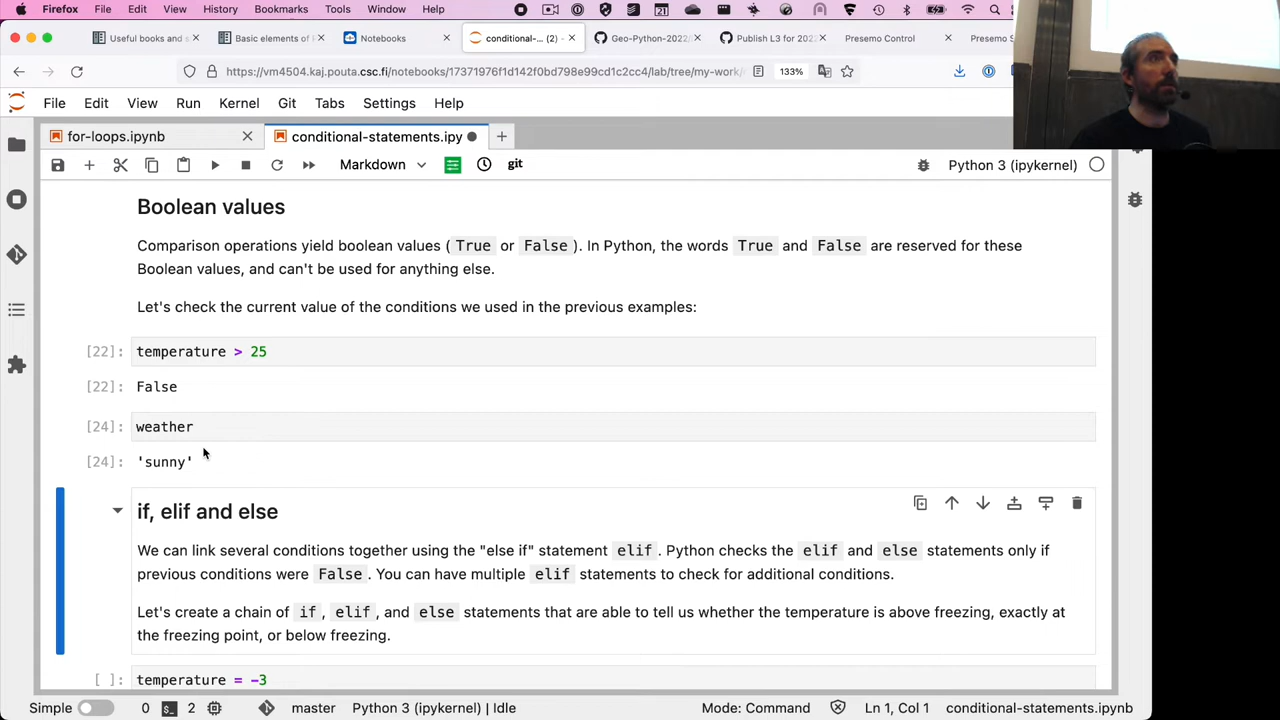 Firefox File Edit View History Bookmarks Tools Window Help
Useful books and s Basic elements of Notebooks conditional-... (2) Geo-Python-2022/ Publish L3 for 2022 Presemo Control Presemo S
https://vm4504.kaj.pouta.csc.fi/notebooks/17371976f1d142f0bd798e99cd1c2cc4/lab/tree/my-work/ 133%
File Edit View Run Kernel Git Tabs Settings Help
for-loops.ipynb conditional-statements.ipy
Markdown git Python 3 (ipykernel)
Boolean values
Comparison operations yield boolean values ( True or False ). In Python, the words True and False are reserved for these
Boolean values, and can't be used for anything else.
Let's check the current value of the conditions we used in the previous examples:
[22]: temperature > 25
[22]: False
[24]: weather
[24]: 'sunny'
if, elif and else
We can link several conditions together using the "else if" statement elif . Python checks the elif and else statements only if
previous conditions were False . You can have multiple elif statements to check for additional conditions.
Let's create a chain of if , elif , and else statements that are able to tell us whether the temperature is above freezing, exactly at
the freezing point, or below freezing.
[ ]: temperature = -3
Simple 0 2 master Python 3 (ipykernel) | Idle Mode: Command Ln 1, Col 1 conditional-statements.ipynb